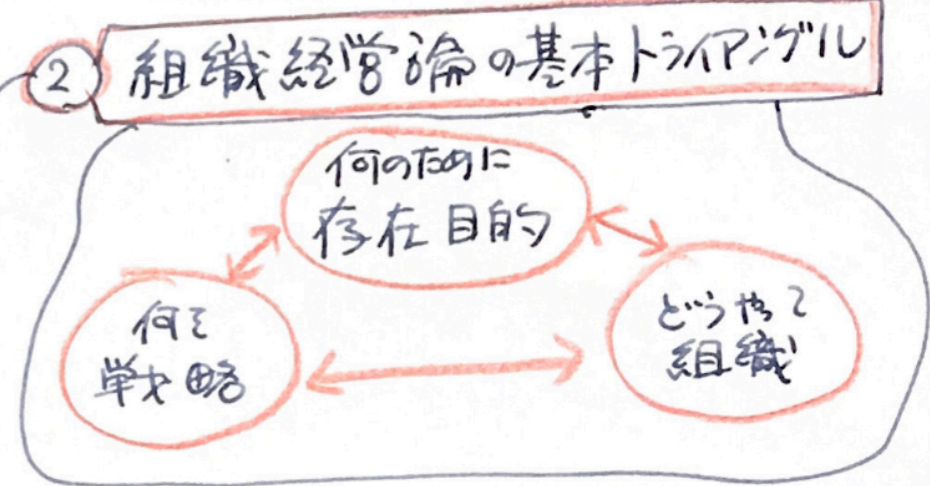 ② 組織経営論の基本トライアングル
何のために
存在目的
何を
戦略
どうやって
組織